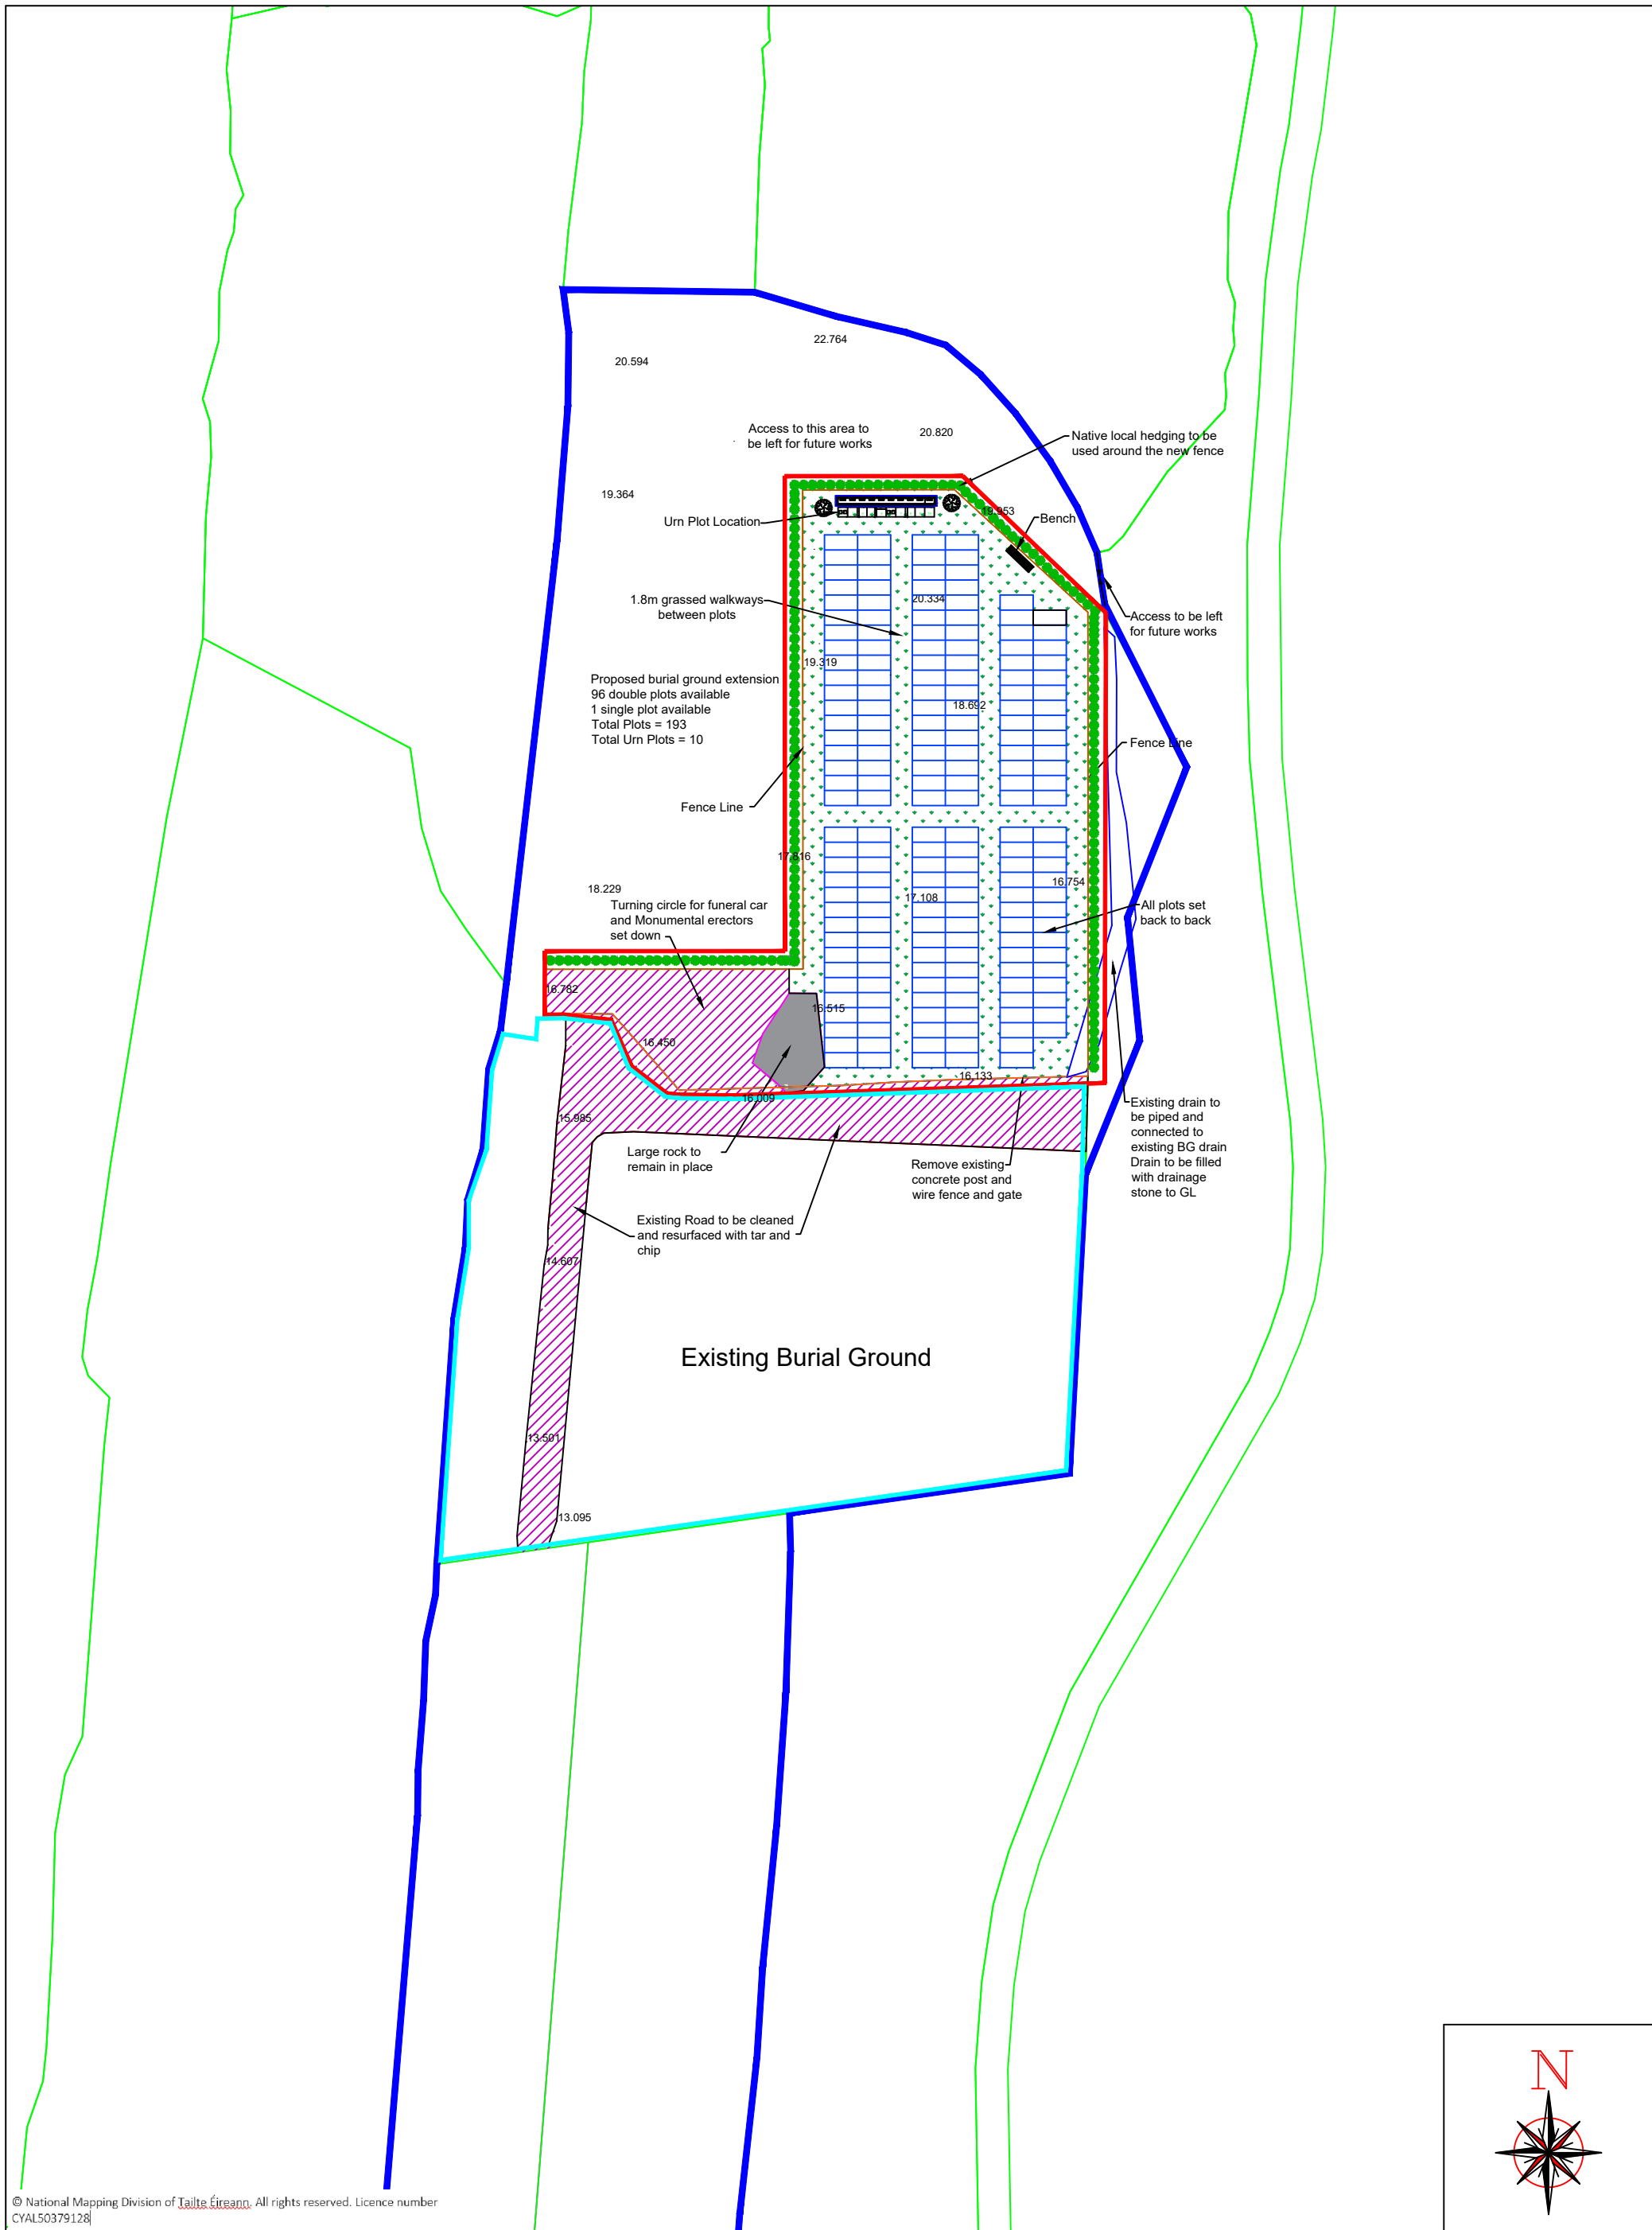 22.764
20.594
Access to this area to
be left for future works
20.820
Native local hedging to be
used around the new fence
19.364
Urn Plot Location
19.953
Bench
1.8m grassed walkways
between plots
20.334
Access to be left
for future works
19.319
Proposed burial ground extension
96 double plots available
1 single plot available
Total Plots = 193
Total Urn Plots = 10
18.692
Fence Line
Fence Line
17.816
18.229
17.108
16.754
Turning circle for funeral car
and Monumental erectors
set down
All plots set
back to back
16.782
16.515
16.450
16.133
16.009
15.985
Existing drain to
be piped and
connected to
existing BG drain
Drain to be filled
with drainage
stone to GL
Large rock to
remain in place
Remove existing
concrete post and
wire fence and gate
Existing Road to be cleaned
and resurfaced with tar and
chip
14.607
Existing Burial Ground
13.501
13.095
N
© National Mapping Division of Tailte Éireann. All rights reserved. Licence number
CYAL50379128